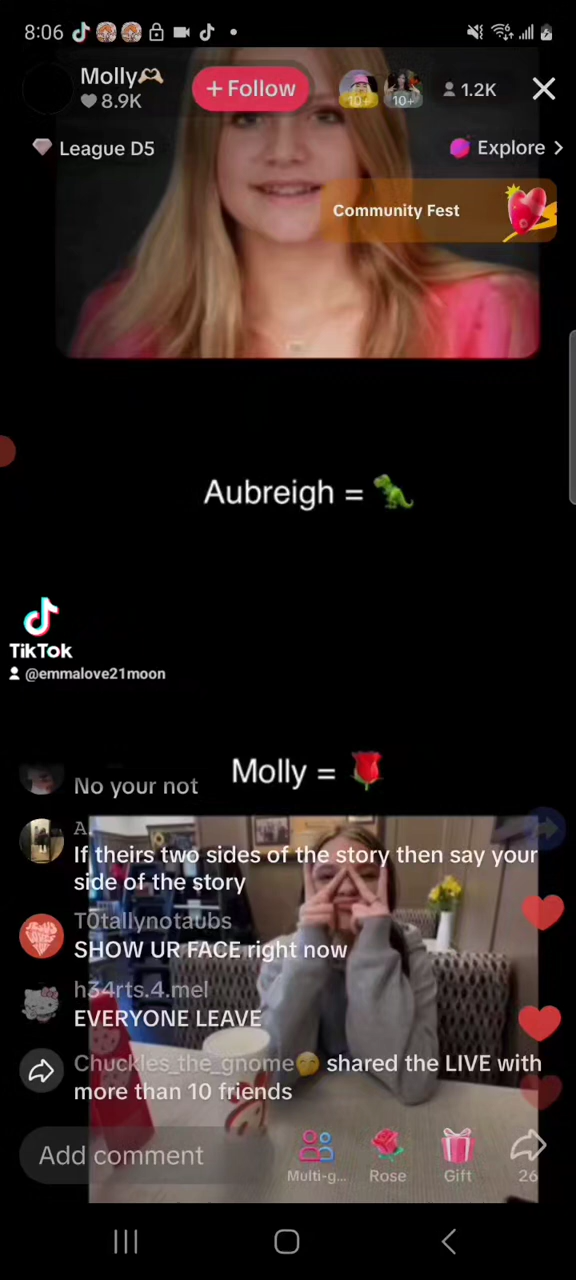 8:06
Molly🫶
8.9K
+ Follow
10+
10+
1.2K
League D5
Explore >
Community Fest
Aubreigh = 🦖
TikTok
@emmalove21moon
Molly = 🌹
No your not
A.
If theirs two sides of the story then say your
side of the story
T0tallynotaubs
SHOW UR FACE right now
h34rts.4.mel
EVERYONE LEAVE
Chuckles_the_gnome🤭 shared the LIVE with
more than 10 friends
Add comment
Multi-g...
Rose
Gift
26